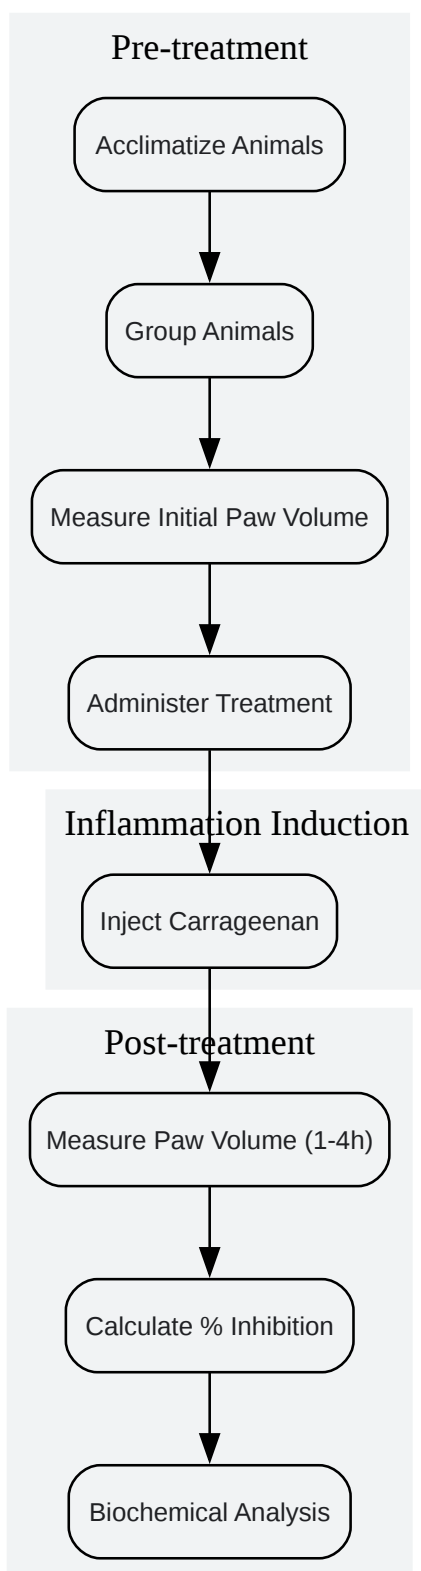 Pre-treatment
Acclimatize Animals
Group Animals
Measure Initial Paw Volume
Administer Treatment
Inflammation Induction
Inject Carrageenan
Post-treatment
Measure Paw Volume (1-4h)
Calculate % Inhibition
Biochemical Analysis